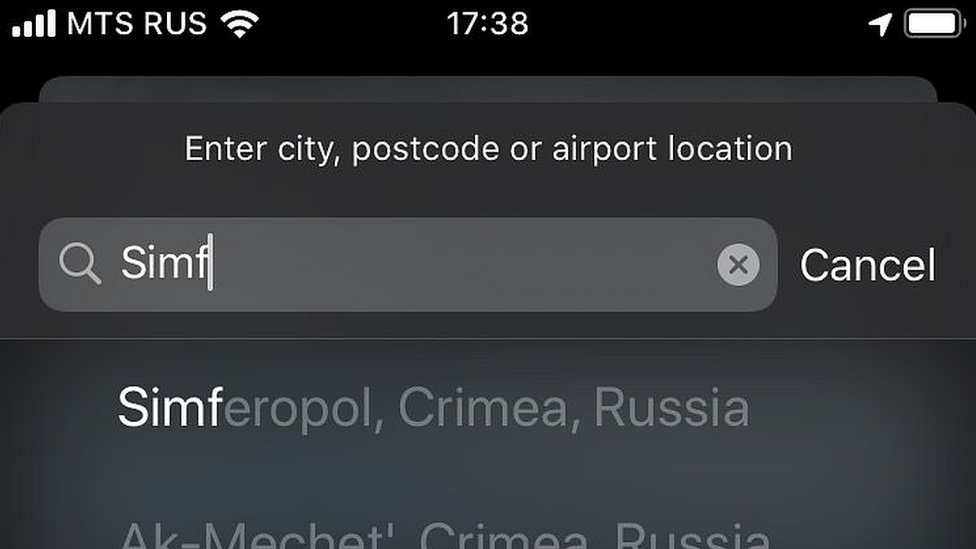 MTS RUS 17:38
Enter city, postcode or airport location
Simf Cancel
Simferopol, Crimea, Russia
Ak-Mechet', Crimea, Russia